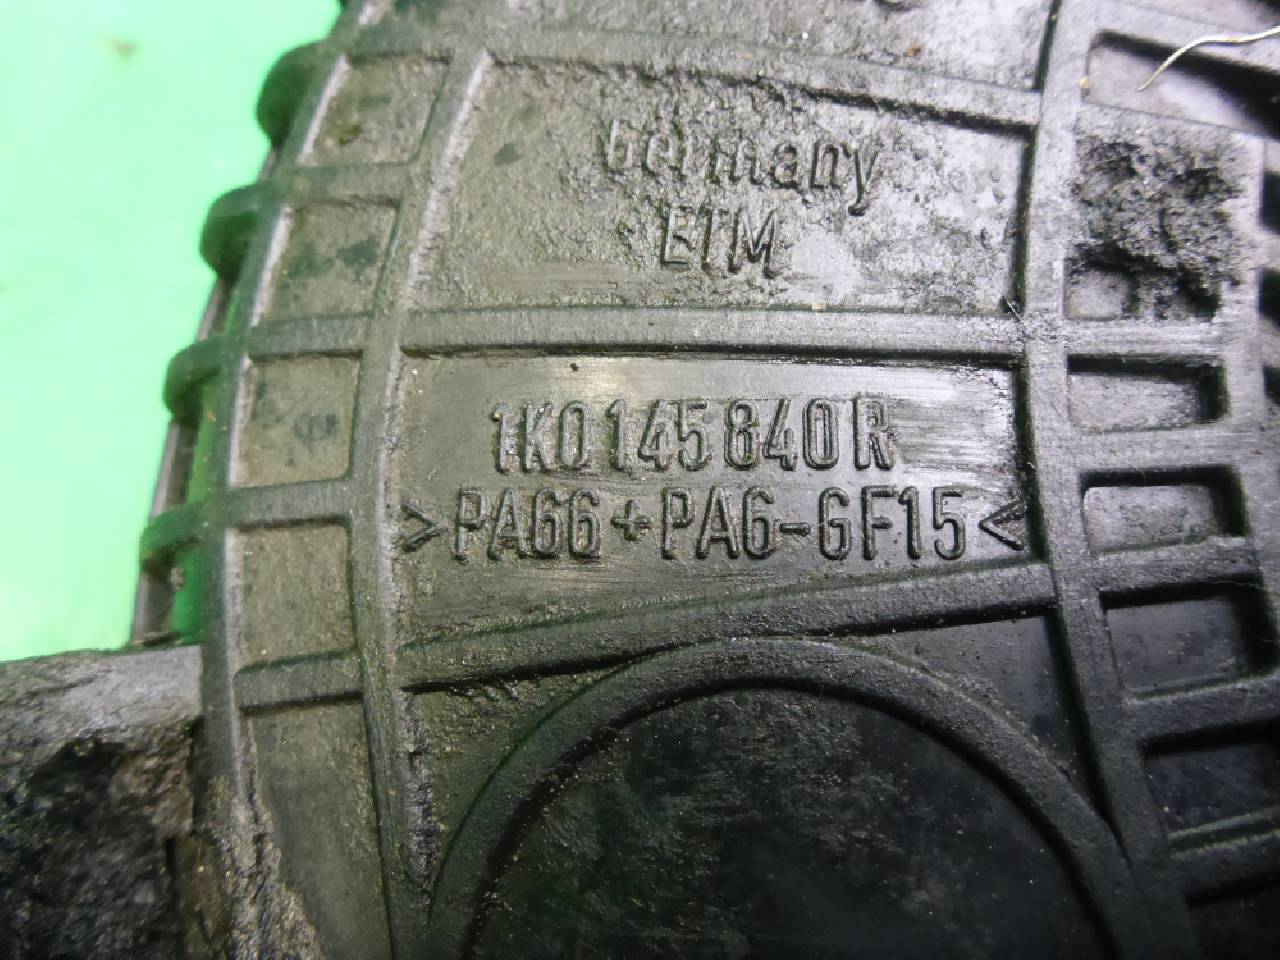 Germany
ETM
1K0145840R
>PA66+PA6-GF15<